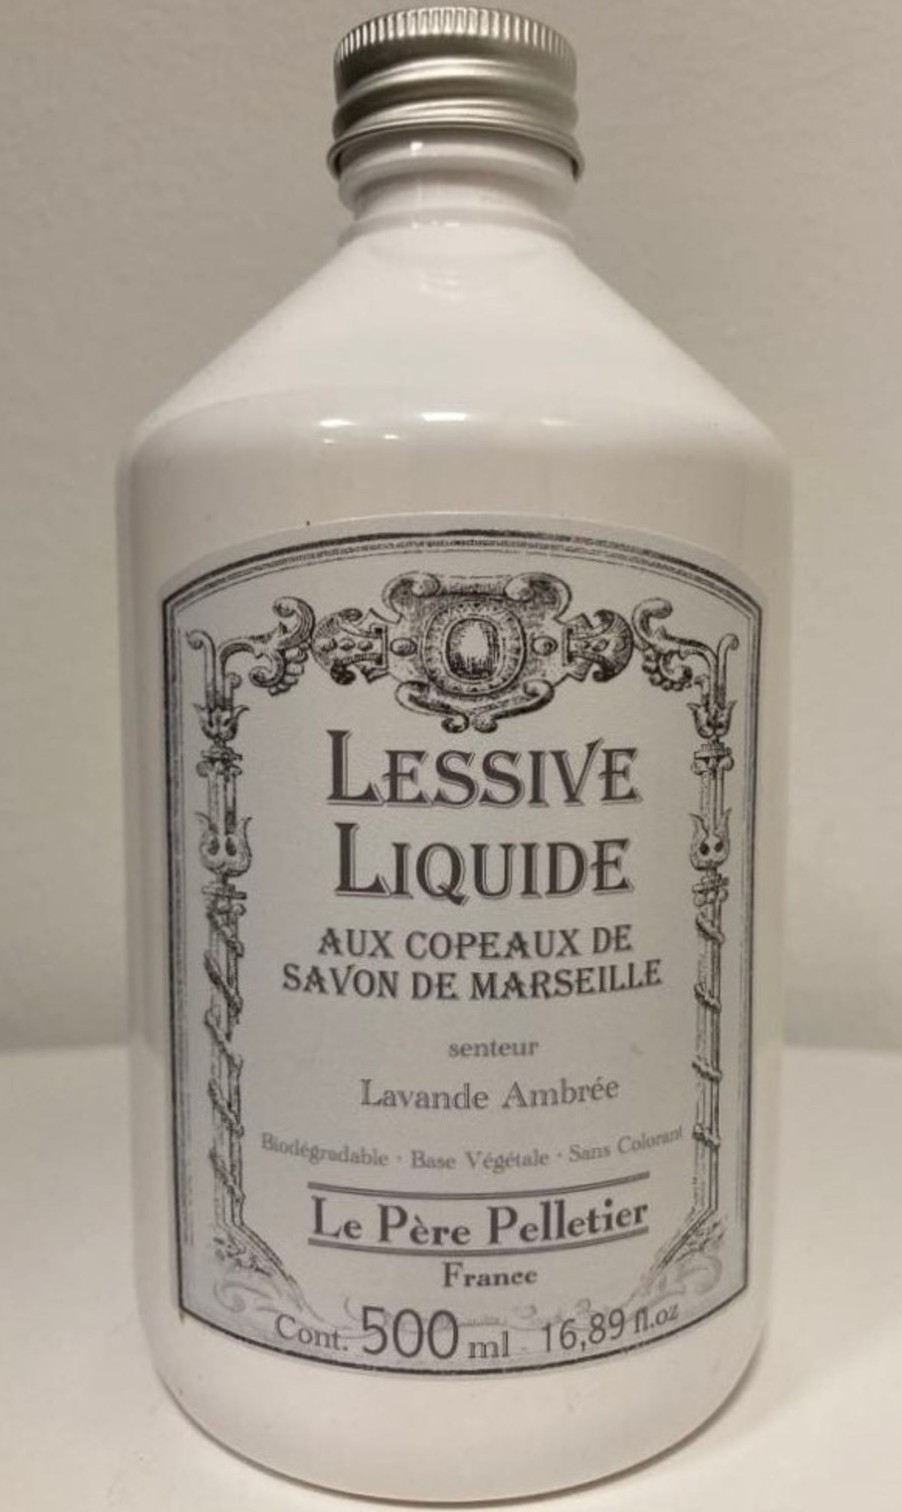 LESSIVE
LIQUIDE
AUX COPEAUX DE
SAVON DE MARSEILLE
senteur
Lavande Ambrée
Biodégradable · Base Végétale · Sans Colorant
Le Père Pelletier
France
Cont. 500 ml - 16,89 fl.oz